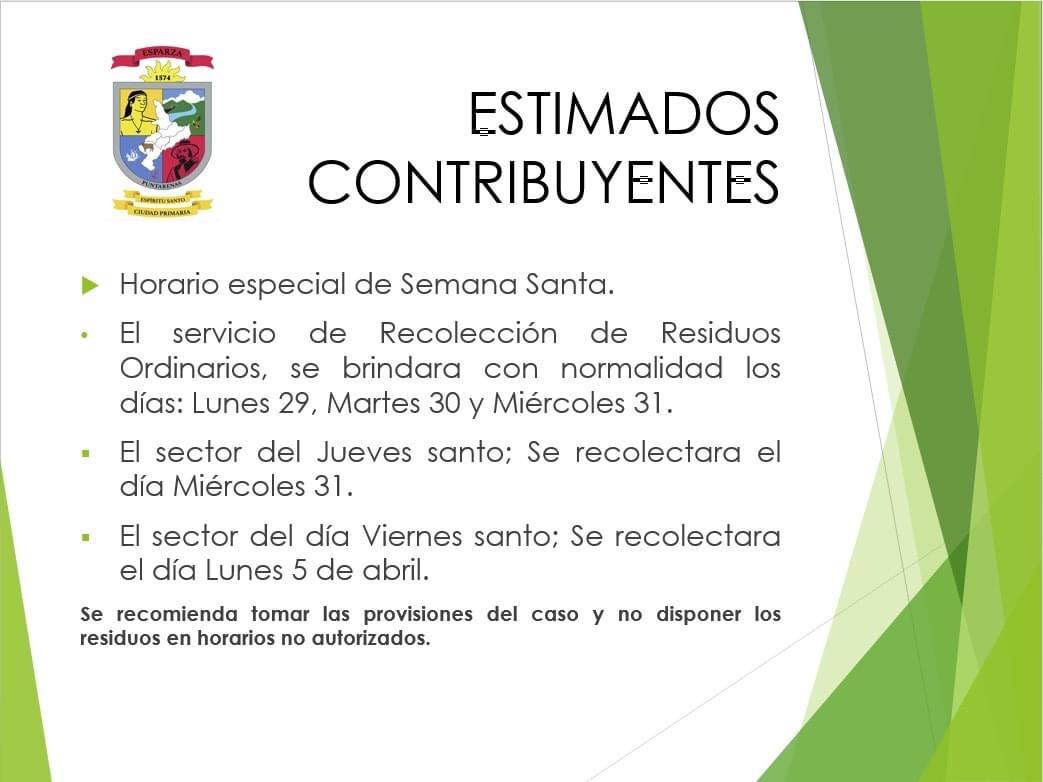 ESPARZA
1574
PUNTARENAS
ESPÍRITU SANTO
CIUDAD PRIMARIA
ESTIMADOS
CONTRIBUYENTES
Horario especial de Semana Santa.
El servicio de Recolección de Residuos
Ordinarios, se brindara con normalidad los
días: Lunes 29, Martes 30 y Miércoles 31.
El sector del Jueves santo; Se recolectara el
día Miércoles 31.
El sector del día Viernes santo; Se recolectara
el día Lunes 5 de abril.
Se recomienda tomar las provisiones del caso y no disponer los
residuos en horarios no autorizados.